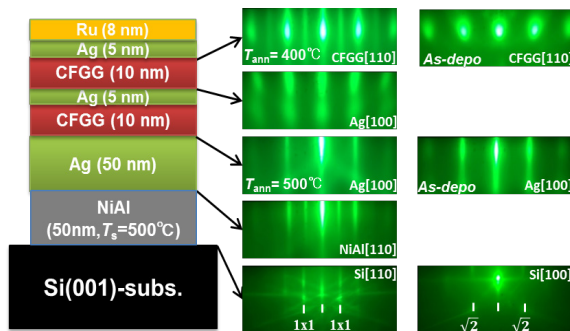 Ru (8 nm)
Ag (5 nm)
CFGG (10 nm)
Ag (5 nm)
CFGG (10 nm)
Ag (50 nm)
NiAl
(50nm, Ts=500℃)
Si(001)-subs.
Tann= 400℃
CFGG[110]
As-depo
CFGG[110]
Ag[100]
Tann= 500℃
Ag[100]
As-depo
Ag[100]
NiAl[110]
Si[110]
1x1 1x1
Si[100]
√2 √2